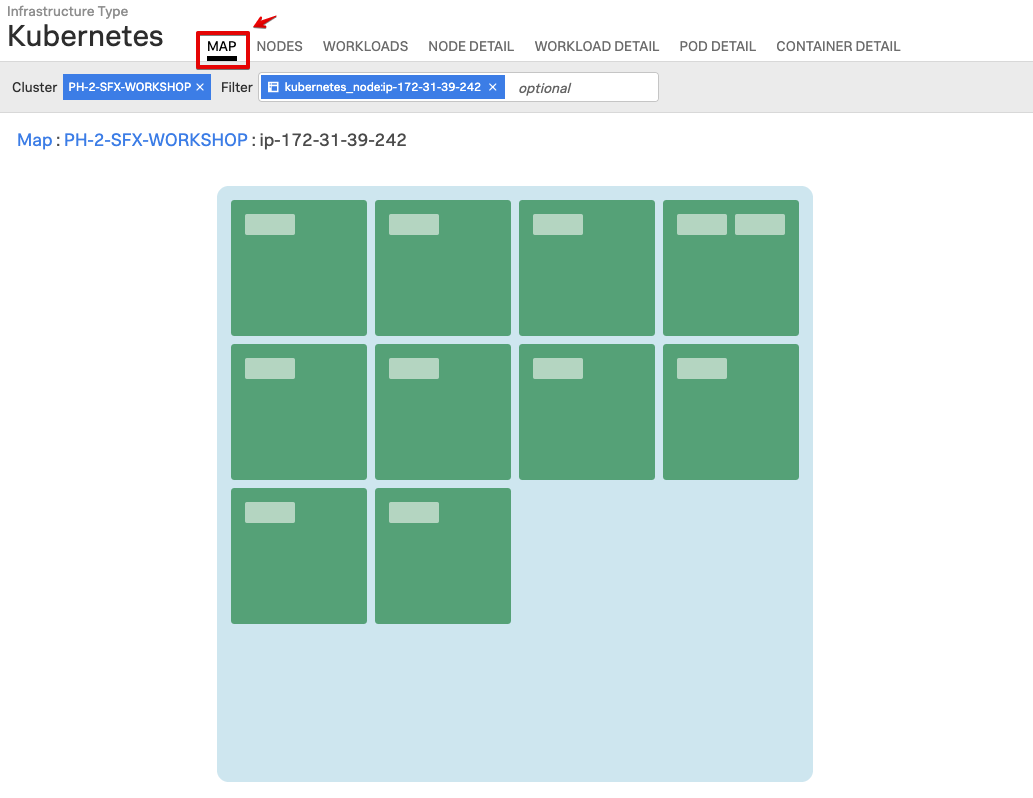 Infrastructure Type
Kubernetes
MAP NODES WORKLOADS NODE DETAIL WORKLOAD DETAIL POD DETAIL CONTAINER DETAIL
Cluster PH-2-SFX-WORKSHOP × Filter kubernetes_node:ip-172-31-39-242 × optional
Map : PH-2-SFX-WORKSHOP : ip-172-31-39-242